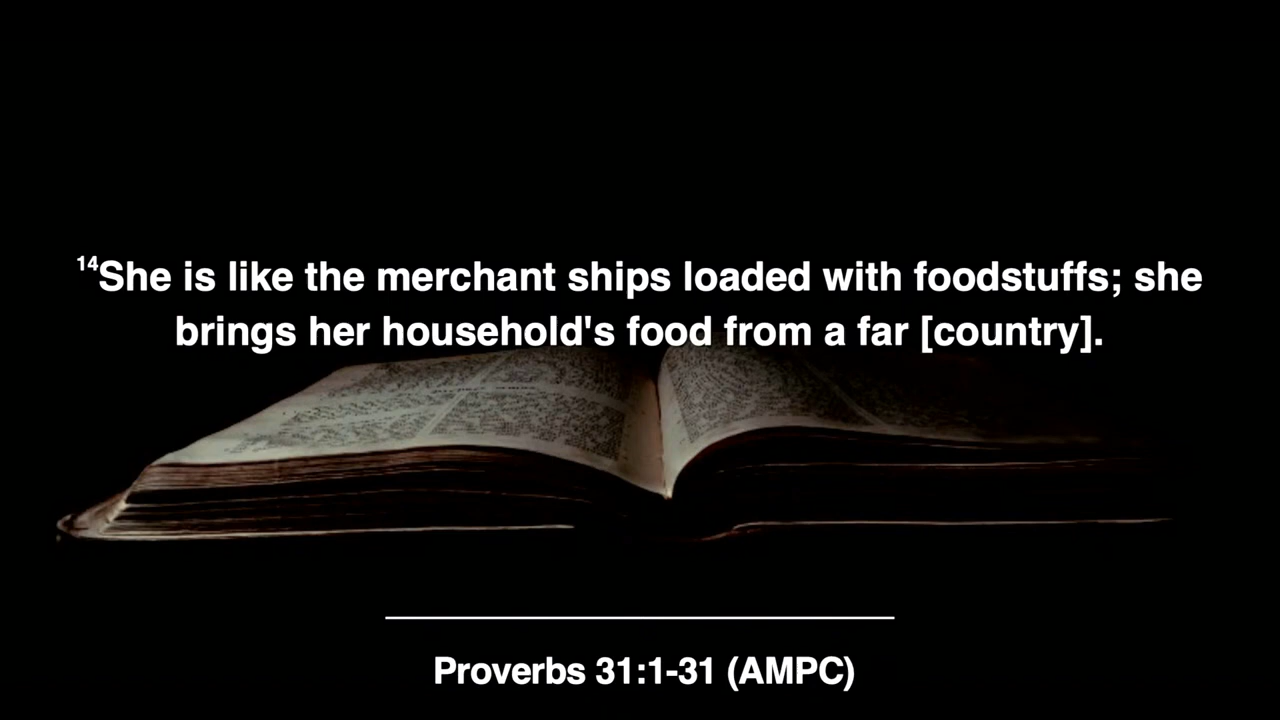 ¹⁴She is like the merchant ships loaded with foodstuffs; she
brings her household's food from a far [country].
Proverbs 31:1-31 (AMPC)